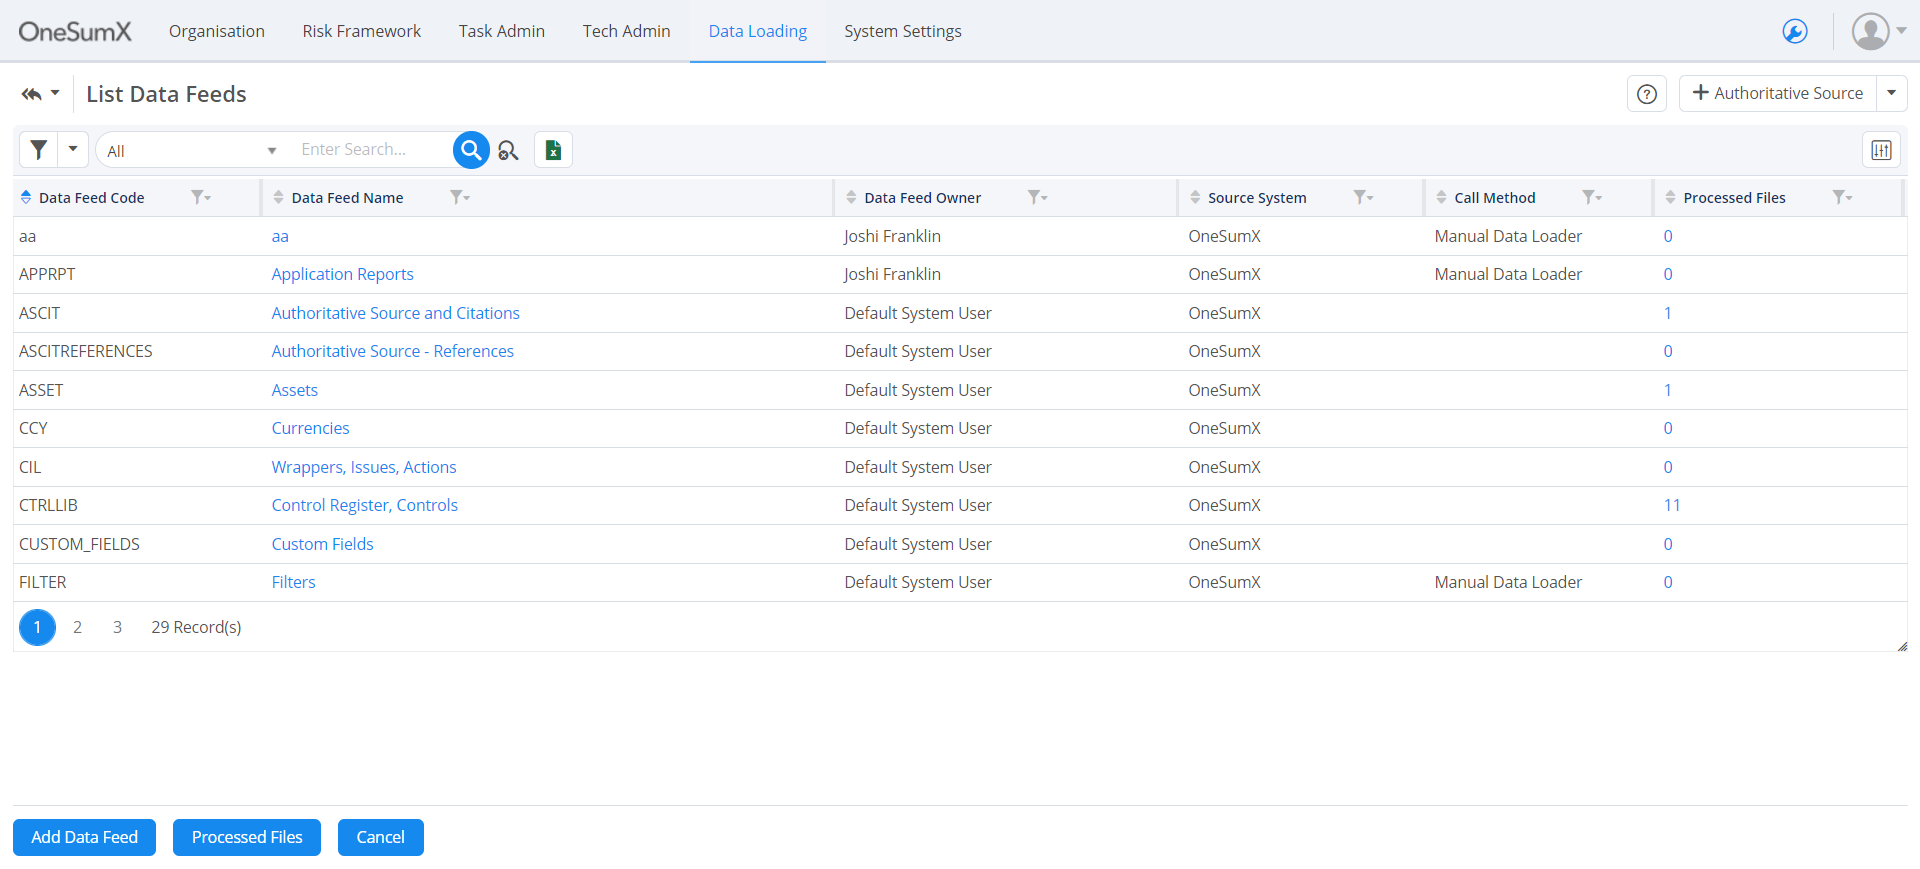 OneSumX Organisation Risk Framework Task Admin Tech Admin Data Loading System Settings
List Data Feeds ? Authoritative Source
All Enter Search...
Data Feed Code Data Feed Name Data Feed Owner Source System Call Method Processed Files
aa aa Joshi Franklin OneSumX Manual Data Loader 0
APPRPT Application Reports Joshi Franklin OneSumX Manual Data Loader 0
ASCIT Authoritative Source and Citations Default System User OneSumX 1
ASCITREFERENCES Authoritative Source - References Default System User OneSumX 0
ASSET Assets Default System User OneSumX 1
CCY Currencies Default System User OneSumX 0
CIL Wrappers, Issues, Actions Default System User OneSumX 0
CTRLLIB Control Register, Controls Default System User OneSumX 11
CUSTOM_FIELDS Custom Fields Default System User OneSumX 0
FILTER Filters Default System User OneSumX Manual Data Loader 0
1 2 3 29 Record(s)
Add Data Feed Processed Files Cancel